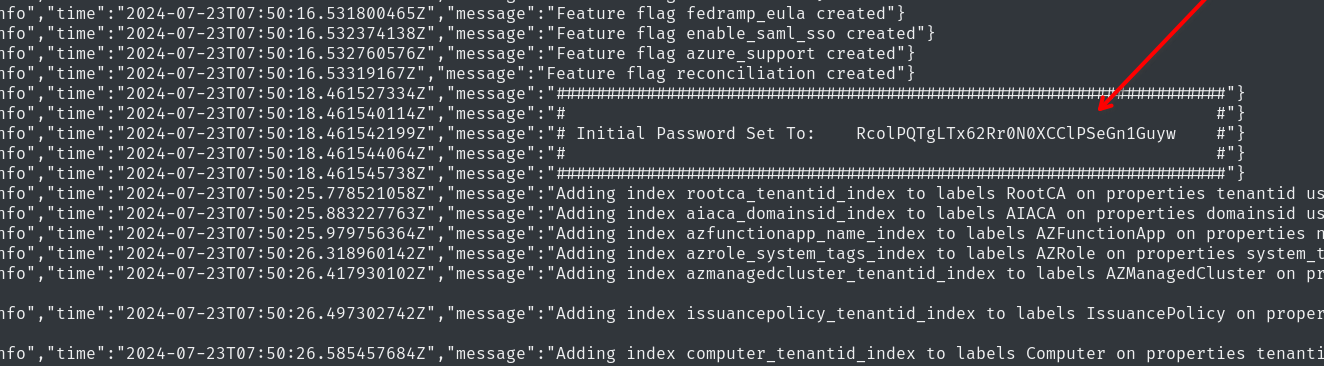 nfo","time":"2024-07-23T07:50:16.531800465Z","message":"Feature flag fedramp_eula created"}
nfo","time":"2024-07-23T07:50:16.532374138Z","message":"Feature flag enable_saml_sso created"}
nfo","time":"2024-07-23T07:50:16.532760576Z","message":"Feature flag azure_support created"}
nfo","time":"2024-07-23T07:50:16.53319167Z","message":"Feature flag reconciliation created"}
nfo","time":"2024-07-23T07:50:18.461527334Z","message":"###################################################################"}
nfo","time":"2024-07-23T07:50:18.461540114Z","message":"#                                                                 #"}
nfo","time":"2024-07-23T07:50:18.461542199Z","message":"# Initial Password Set To:    RcolPQTgLTx62Rr0N0XCClPSeGn1Guyw    #"}
nfo","time":"2024-07-23T07:50:18.461544064Z","message":"#                                                                 #"}
nfo","time":"2024-07-23T07:50:18.461545738Z","message":"###################################################################"}
nfo","time":"2024-07-23T07:50:25.778521058Z","message":"Adding index rootca_tenantid_index to labels RootCA on properties tenantid us
nfo","time":"2024-07-23T07:50:25.883227763Z","message":"Adding index aiaca_domainsid_index to labels AIACA on properties domainsid us
nfo","time":"2024-07-23T07:50:25.979756364Z","message":"Adding index azfunctionapp_name_index to labels AZFunctionApp on properties n
nfo","time":"2024-07-23T07:50:26.318960142Z","message":"Adding index azrole_system_tags_index to labels AZRole on properties system_t
nfo","time":"2024-07-23T07:50:26.417930102Z","message":"Adding index azmanagedcluster_tenantid_index to labels AZManagedCluster on pr
nfo","time":"2024-07-23T07:50:26.497302742Z","message":"Adding index issuancepolicy_tenantid_index to labels IssuancePolicy on proper
nfo","time":"2024-07-23T07:50:26.585457684Z","message":"Adding index computer_tenantid_index to labels Computer on properties tenanti